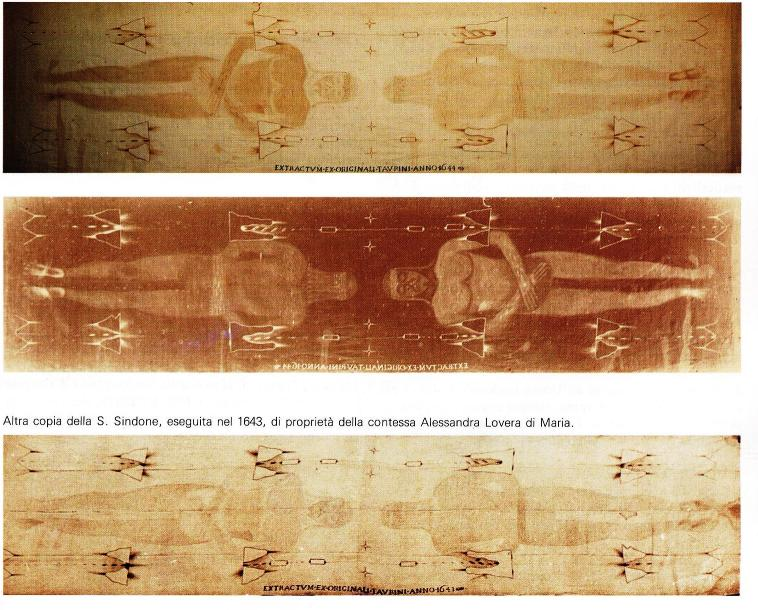 EXTRACTVM·EX·ORIGINALI·TAVRINI·ANNO·1644
EXTRACTVM·EX·ORIGINALI·TAVRINI·ANNO·1644
Altra copia della S. Sindone, eseguita nel 1643, di proprietà della contessa Alessandra Lovera di Maria.
EXTRACTVM·EX·ORIGINALI·TAVRINI·ANNO·1643